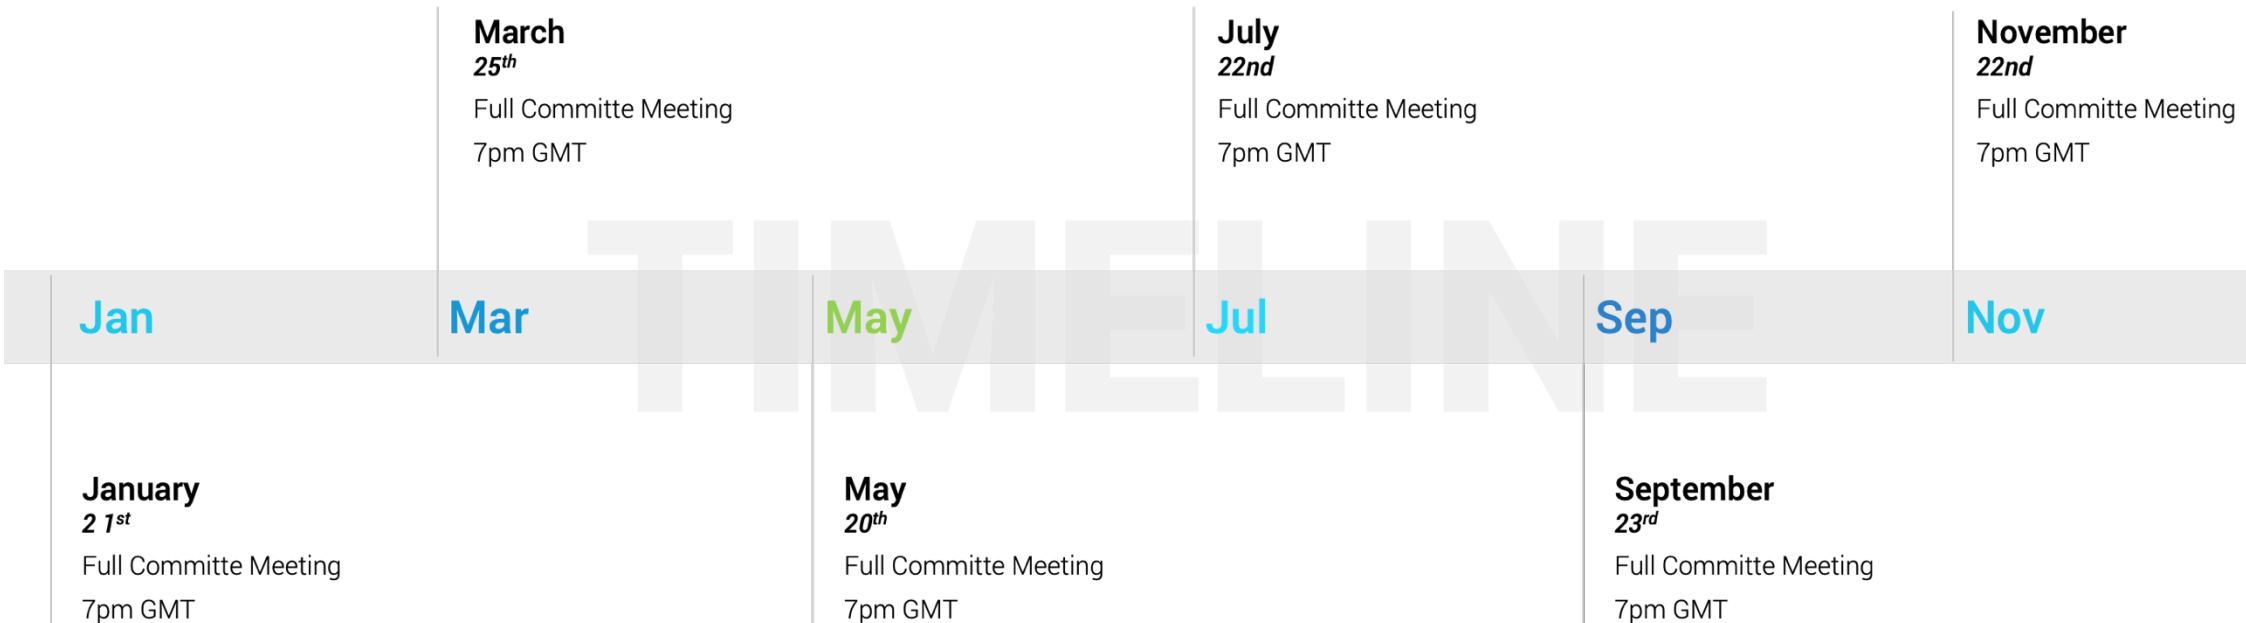 March
25th
Full Committe Meeting
7pm GMT
July
22nd
Full Committe Meeting
7pm GMT
November
22nd
Full Committe Meeting
7pm GMT
TIMELINE
Jan
Mar
May
Jul
Sep
Nov
January
2 1st
Full Committe Meeting
7pm GMT
May
20th
Full Committe Meeting
7pm GMT
September
23rd
Full Committe Meeting
7pm GMT